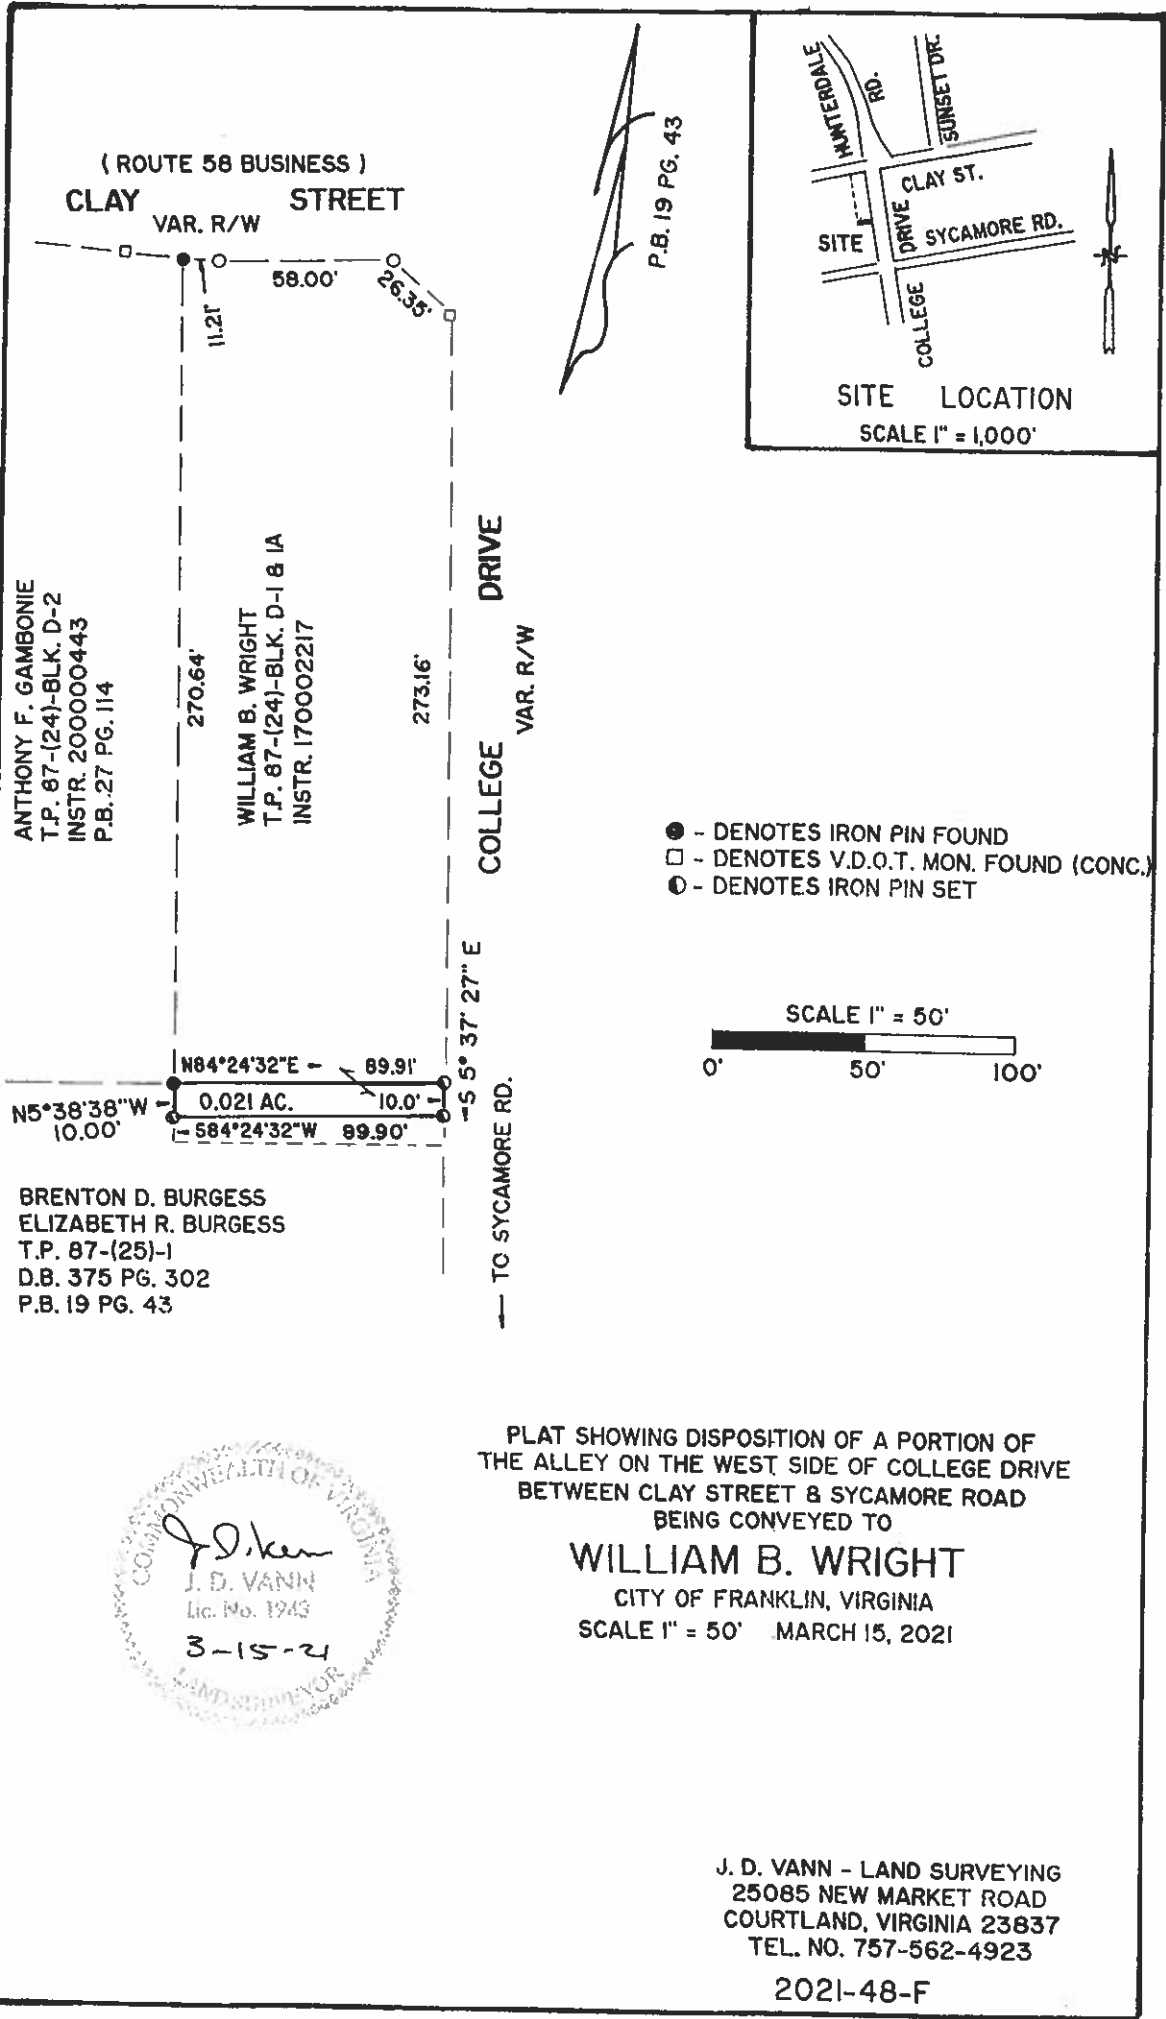 ( ROUTE 58 BUSINESS )
CLAY STREET
VAR. R/W
58.00'
26.35'
11.21'
P.B. 19 PG. 43
HUNTERDALE RD.
SUNSET DR.
CLAY ST.
SITE
DRIVE
SYCAMORE RD.
COLLEGE
SITE LOCATION
SCALE 1" = 1,000'
ANTHONY F. GAMBONIE
T.P. 87-(24)-BLK. D-2
INSTR. 200000443
P.B. 27 PG. 114
270.64'
WILLIAM B. WRIGHT
T.P. 87-(24)-BLK. D-1 & 1A
INSTR. 170002217
273.16'
COLLEGE DRIVE
VAR. R/W
● - DENOTES IRON PIN FOUND
□ - DENOTES V.D.O.T. MON. FOUND (CONC.)
◐ - DENOTES IRON PIN SET
SCALE 1" = 50'
0' 50' 100'
S 5° 37' 27" E
N84°24'32"E 89.91'
N5°38'38"W
10.00'
0.021 AC. 10.0'
S84°24'32"W 89.90'
TO SYCAMORE RD.
BRENTON D. BURGESS
ELIZABETH R. BURGESS
T.P. 87-(25)-1
D.B. 375 PG. 302
P.B. 19 PG. 43
COMMONWEALTH OF VIRGINIA
J. D. VANN
Lic. No. 1943
3-15-21
LAND SURVEYOR
PLAT SHOWING DISPOSITION OF A PORTION OF
THE ALLEY ON THE WEST SIDE OF COLLEGE DRIVE
BETWEEN CLAY STREET & SYCAMORE ROAD
BEING CONVEYED TO
WILLIAM B. WRIGHT
CITY OF FRANKLIN, VIRGINIA
SCALE 1" = 50' MARCH 15, 2021
J. D. VANN - LAND SURVEYING
25085 NEW MARKET ROAD
COURTLAND, VIRGINIA 23837
TEL. NO. 757-562-4923
2021-48-F